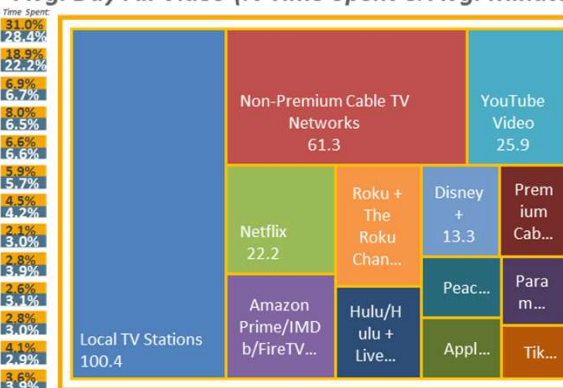 Time Spent:
31.0%
28.4%
18.9%
22.2%
6.9%
6.7%
8.0%
6.5%
6.6%
6.6%
5.9%
5.7%
4.5%
4.2%
2.1%
3.0%
2.8%
3.9%
2.6%
3.1%
2.8%
3.0%
4.1%
2.9%
3.6%
3.9%
Local TV Stations
100.4
Non-Premium Cable TV
Networks
61.3
YouTube
Video
25.9
Netflix
22.2
Roku +
The
Roku
Chan...
Disney
+
13.3
Prem
ium
Cab...
Amazon
Prime/IMD
b/FireTV...
Hulu/H
ulu +
Live...
Peac...
Para
m...
Appl...
Tik...